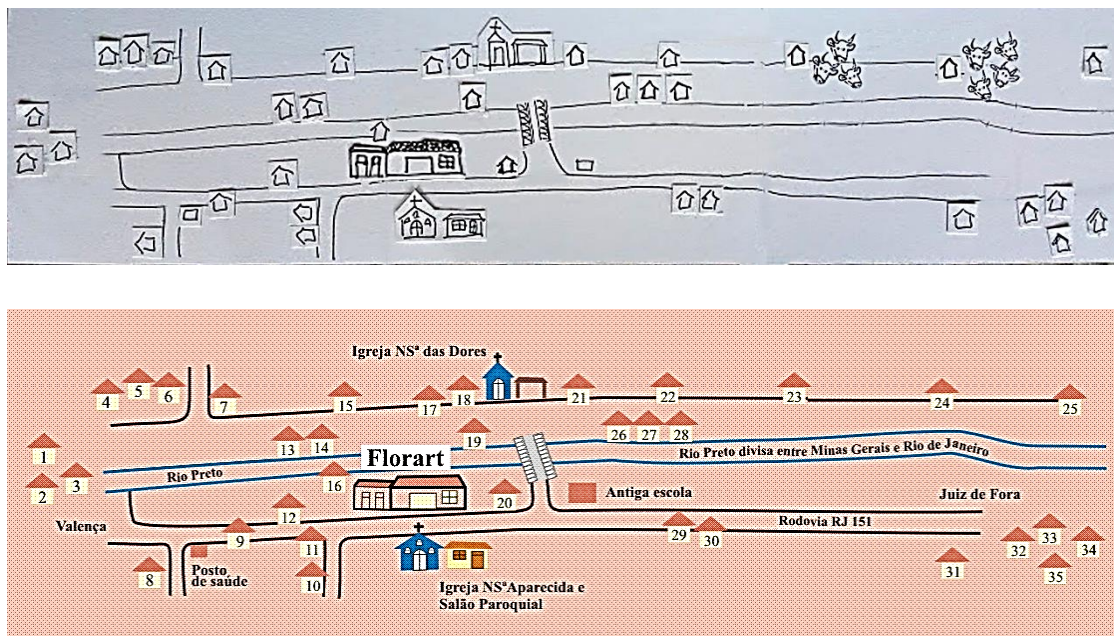 Igreja NSª das Dores
4
5
6
7
15
17
18
21
22
23
24
25
1
2
3
13
14
19
26
27
28
Rio Preto
16
Florart
Rio Preto divisa entre Minas Gerais e Rio de Janeiro
20
Antiga escola
Juiz de Fora
Valença
12
9
11
Rodovia RJ 151
29
30
8
Posto
de saúde
10
Igreja NSªAparecida e
Salão Paroquial
31
32
33
34
35